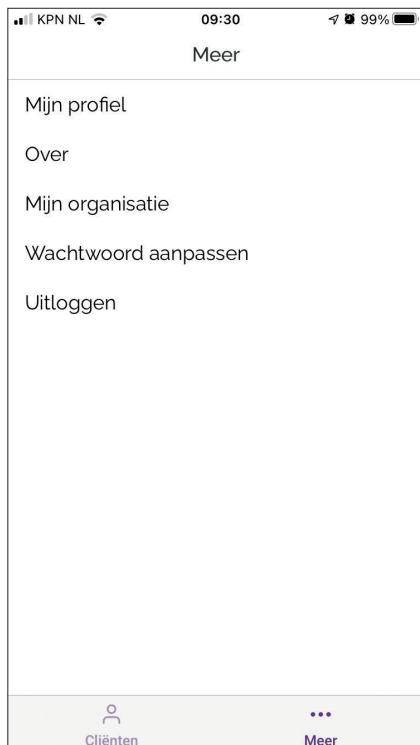 KPN NL 09:30 99%
Meer
Mijn profiel
Over
Mijn organisatie
Wachtwoord aanpassen
Uitloggen
Cliënten Meer